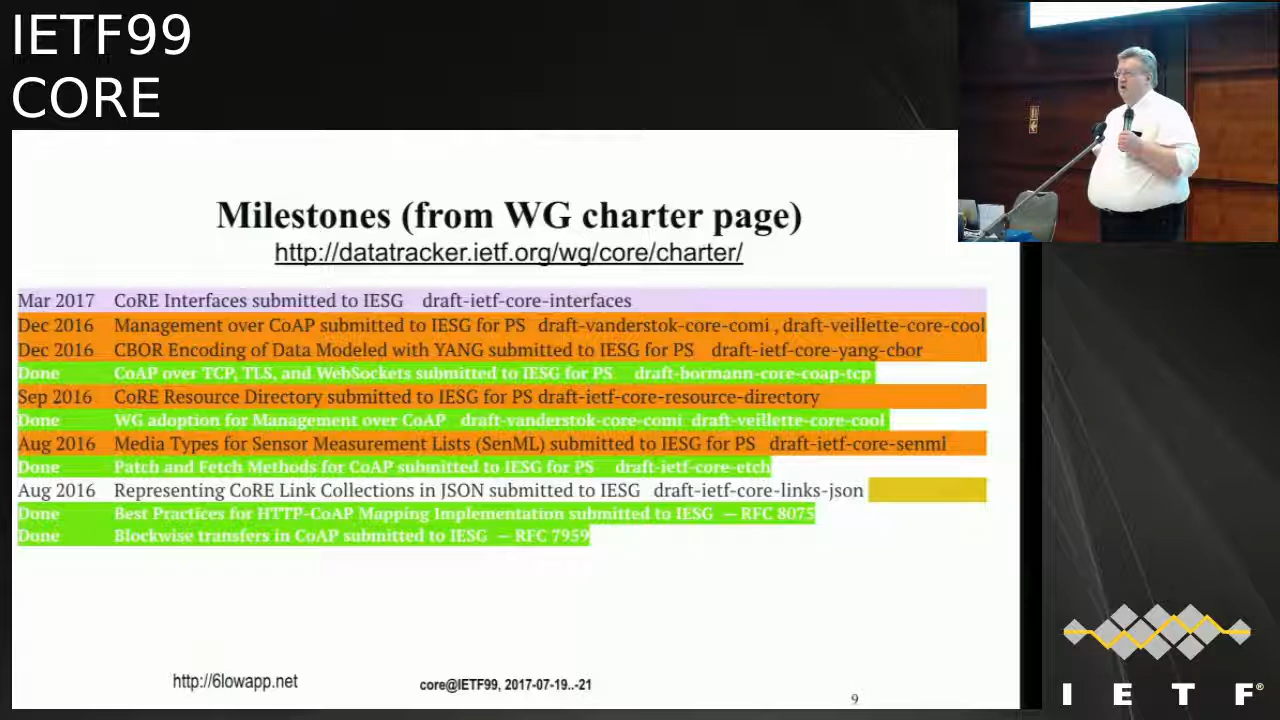 IETF99
CORE
Milestones (from WG charter page)
http://datatracker.ietf.org/wg/core/charter/
Mar 2017 CoRE Interfaces submitted to IESG draft-ietf-core-interfaces
Dec 2016 Management over CoAP submitted to IESG for PS draft-vanderstok-core-comi , draft-veillette-core-cool
Dec 2016 CBOR Encoding of Data Modeled with YANG submitted to IESG for PS draft-ietf-core-yang-cbor
Done CoAP over TCP, TLS, and WebSockets submitted to IESG for PS draft-bormann-core-coap-tcp
Sep 2016 CoRE Resource Directory submitted to IESG for PS draft-ietf-core-resource-directory
Done WG adoption for Management over CoAP draft-vanderstok-core-comi draft-veillette-core-cool
Aug 2016 Media Types for Sensor Measurement Lists (SenML) submitted to IESG for PS draft-ietf-core-senml
Done Patch and Fetch Methods for CoAP submitted to IESG for PS draft-ietf-core-etch
Aug 2016 Representing CoRE Link Collections in JSON submitted to IESG draft-ietf-core-links-json
Done Best Practices for HTTP-CoAP Mapping Implementation submitted to IESG — RFC 8075
Done Blockwise transfers in CoAP submitted to IESG — RFC 7959
http://6lowapp.net
core@IETF99, 2017-07-19..-21
9
I E T F®